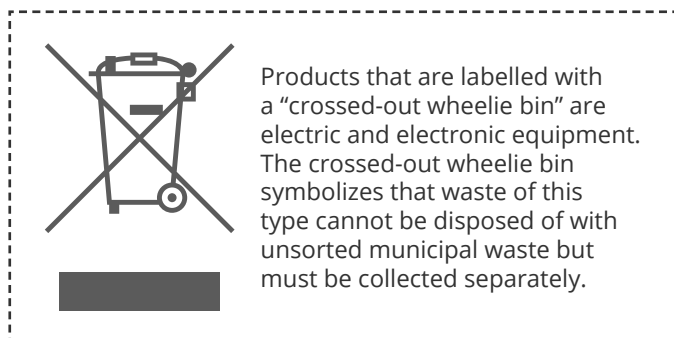 Products that are labelled with
a “crossed-out wheelie bin” are
electric and electronic equipment.
The crossed-out wheelie bin
symbolizes that waste of this
type cannot be disposed of with
unsorted municipal waste but
must be collected separately.